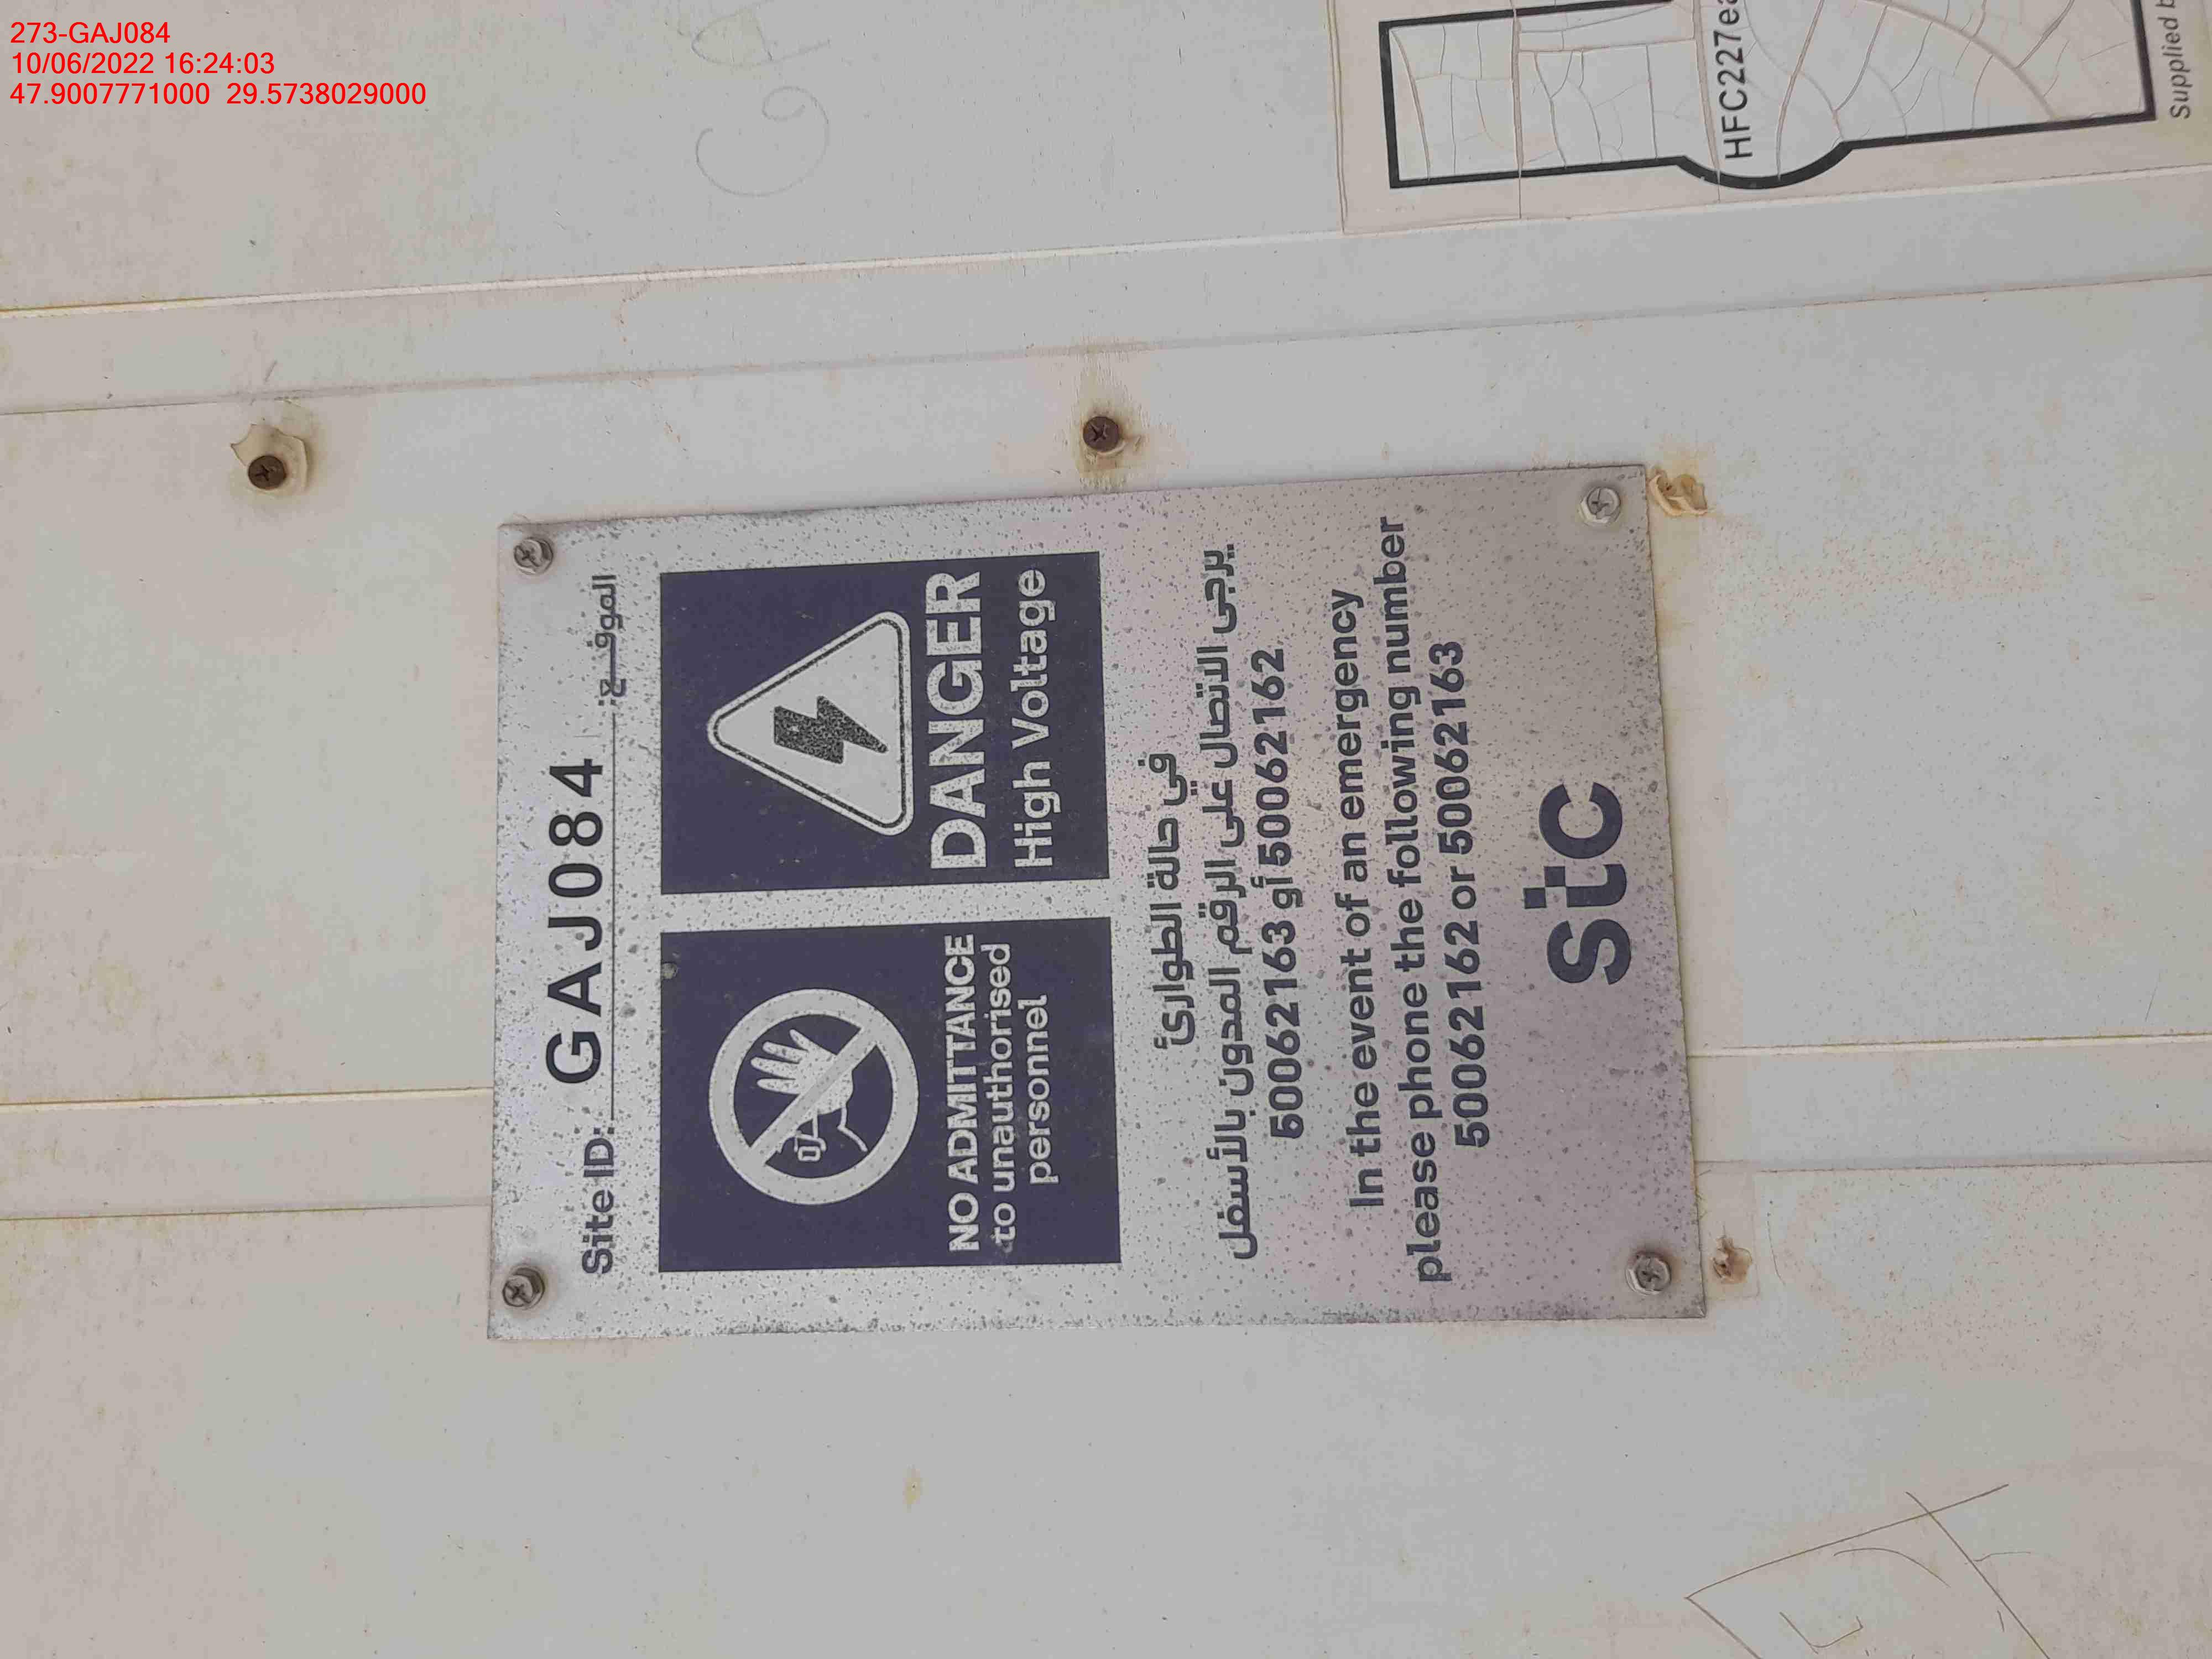 273-GAJ084
10/06/2022 16:24:03
47.9007771000 29.5738029000
Site ID: GAJ084 الموقــع:
NO ADMITTANCE
to unauthorised
personnel
DANGER
High Voltage
في حالة الطوارئ
يرجى الاتصال على الرقم المدون بالأسفل
50062163 أو 50062162
In the event of an emergency
please phone the following number
50062162 or 50062163
stc
HFC227ea
Supplied b